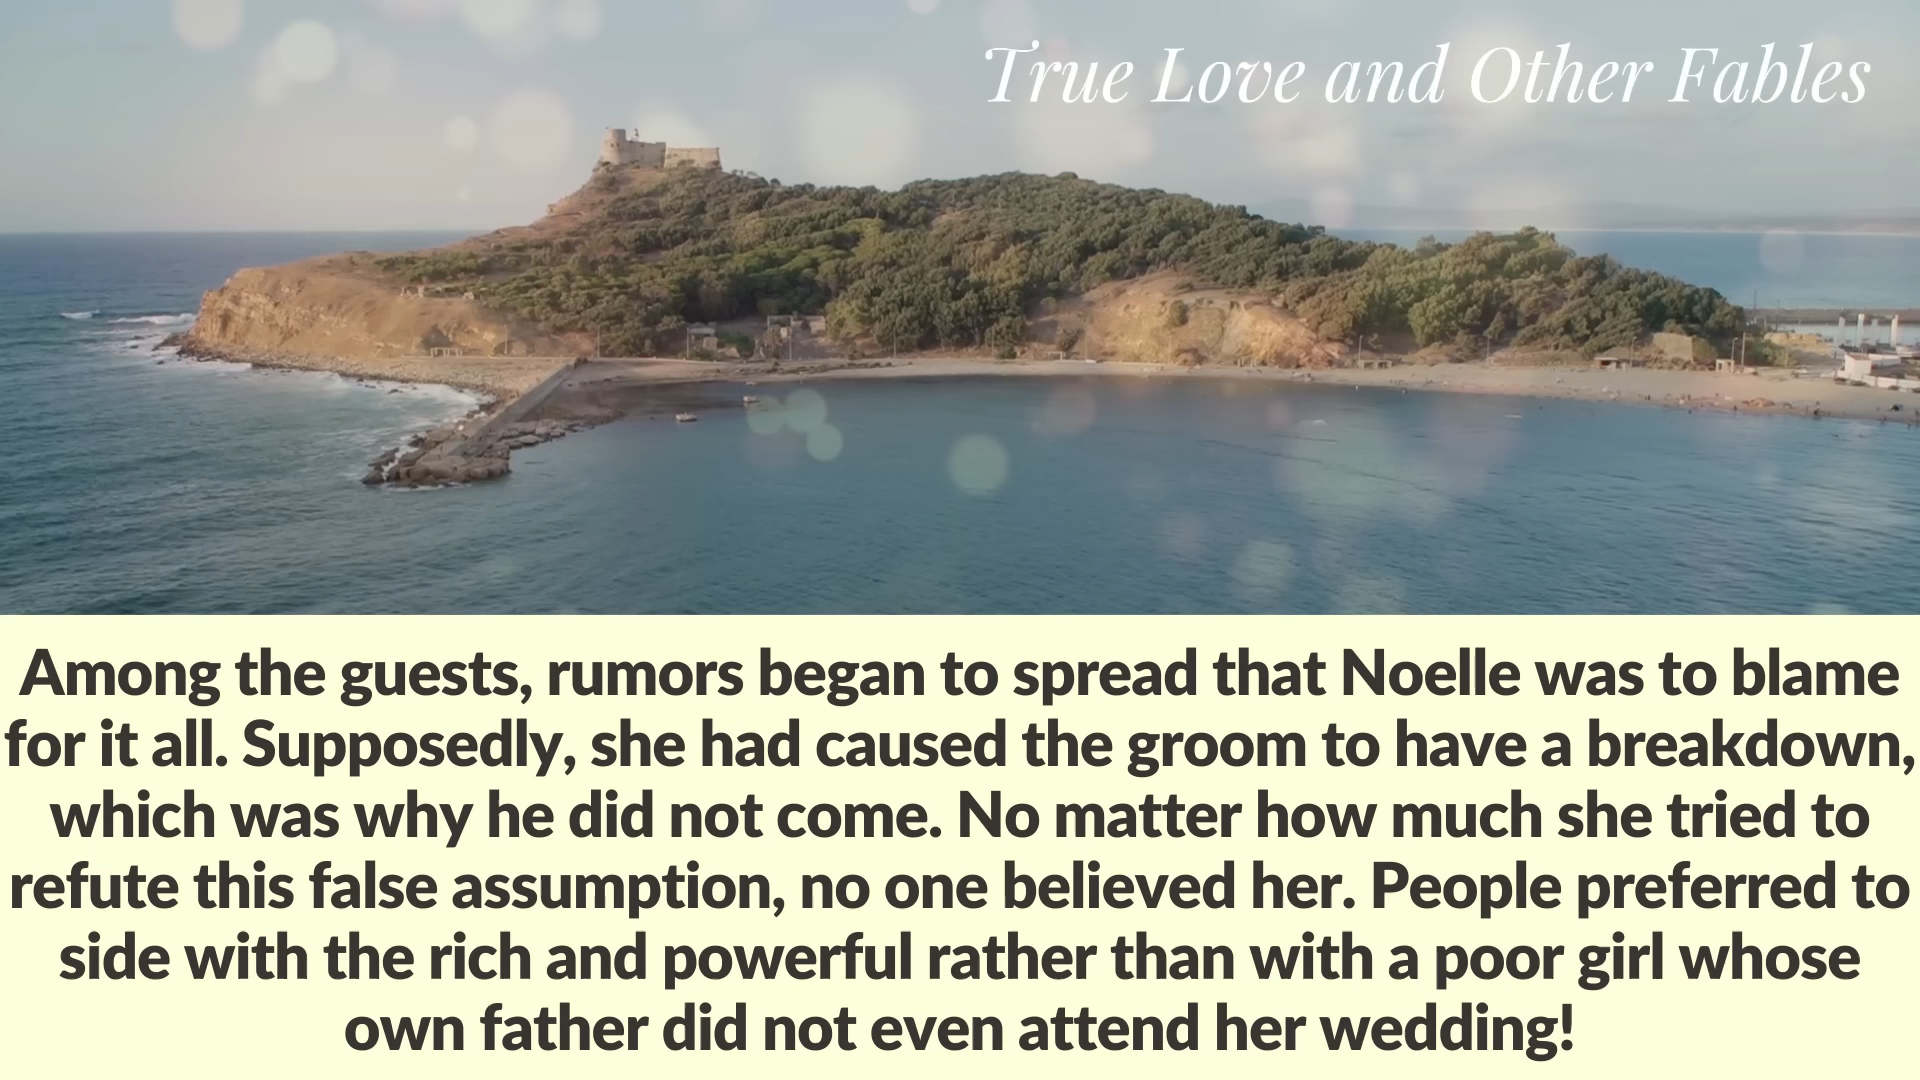 True Love and Other Fables
Among the guests, rumors began to spread that Noelle was to blame
for it all. Supposedly, she had caused the groom to have a breakdown,
which was why he did not come. No matter how much she tried to
refute this false assumption, no one believed her. People preferred to
side with the rich and powerful rather than with a poor girl whose
own father did not even attend her wedding!